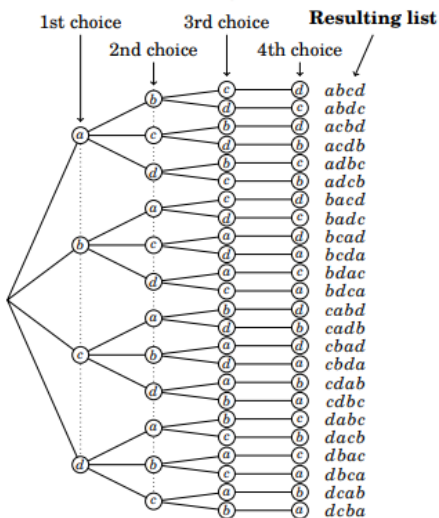 Resulting list
1st choice 3rd choice
2nd choice 4th choice
c d abcd
b
d c abdc
b d acbd
a c
d b acdb
b c adbc
d
c b adcb
c d bacd
a
d c badc
a d bcad
b c
d a bcda
a c bdac
d
c a bdca
b d cabd
a
d b cadb
a d cbad
c b
d a cbda
a b cdab
d
b a cdbc
b c dabc
a
c b dacb
a c dbac
d b
c a dbca
a b dcab
c
b a dcba